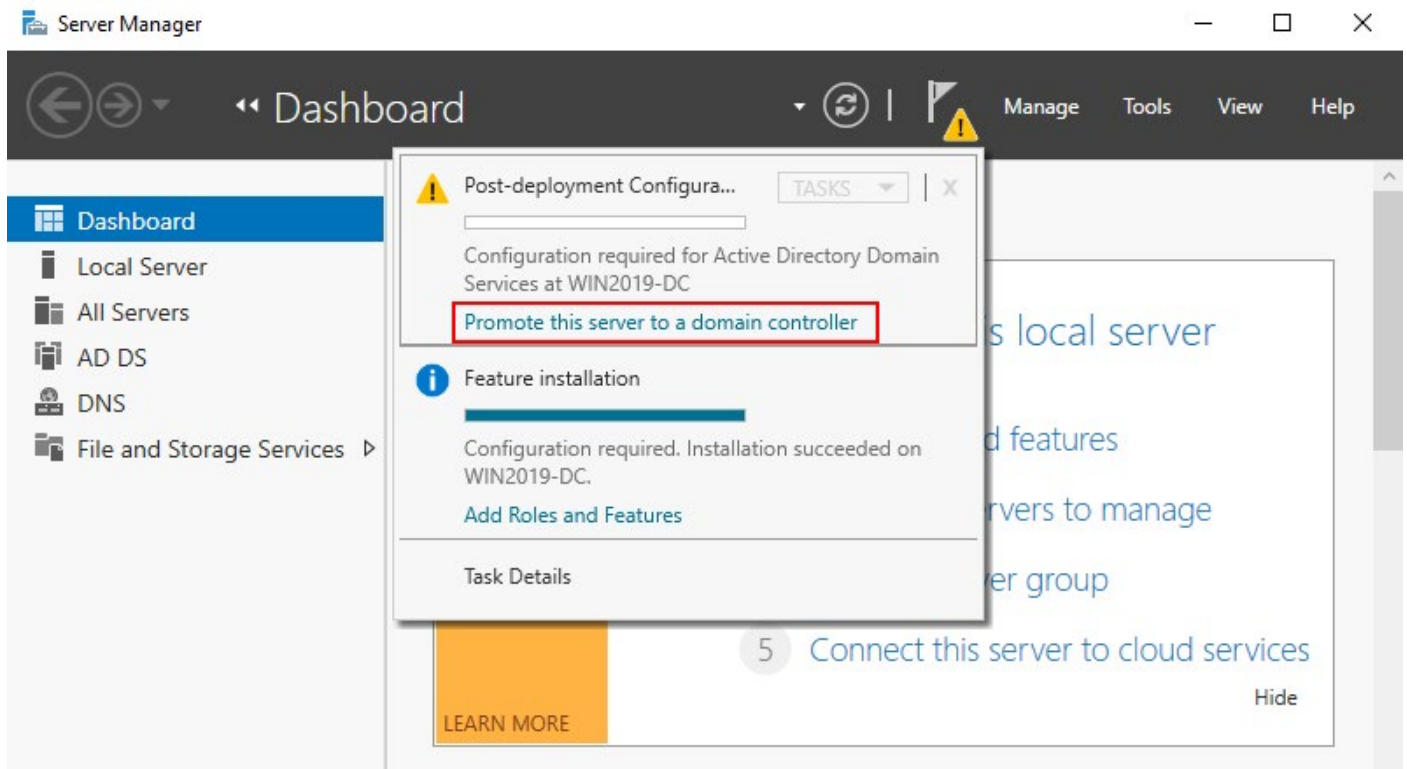 Server Manager
Dashboard
Manage Tools View Help
Dashboard
Local Server
All Servers
AD DS
DNS
File and Storage Services
Post-deployment Configura...
TASKS
Configuration required for Active Directory Domain
Services at WIN2019-DC
Promote this server to a domain controller
Feature installation
Configuration required. Installation succeeded on
WIN2019-DC.
Add Roles and Features
Task Details
s local server
d features
rvers to manage
er group
5 Connect this server to cloud services
Hide
LEARN MORE